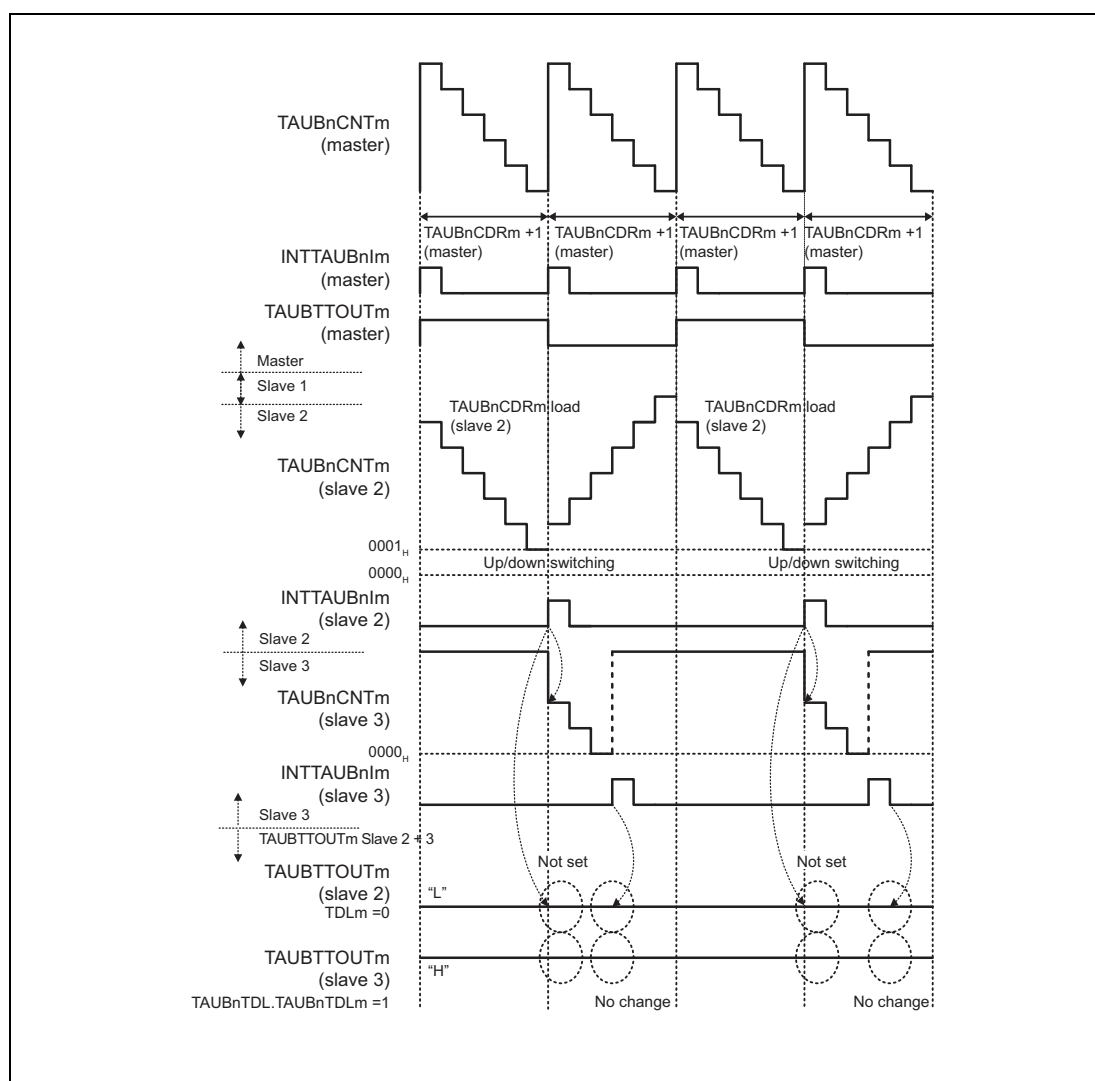 TAUBnCNTm
(master)
TAUBnCDRm +1 TAUBnCDRm +1 TAUBnCDRm +1 TAUBnCDRm +1
(master) (master) (master) (master)
INTTAUBnIm
(master)
TAUBTTOUTm
(master)
Master
Slave 1
Slave 2
TAUBnCDRm load TAUBnCDRm load
(slave 2) (slave 2)
TAUBnCNTm
(slave 2)
0001H
Up/down switching Up/down switching
0000H
INTTAUBnIm
(slave 2)
Slave 2
Slave 3
TAUBnCNTm
(slave 3)
0000H
INTTAUBnIm
(slave 3)
Slave 3
TAUBTTOUTm Slave 2 + 3
Not set Not set
TAUBTTOUTm
(slave 2)
TDLm =0
“L”
TAUBTTOUTm
(slave 3)
“H”
TAUBnTDL.TAUBnTDLm =1
No change No change